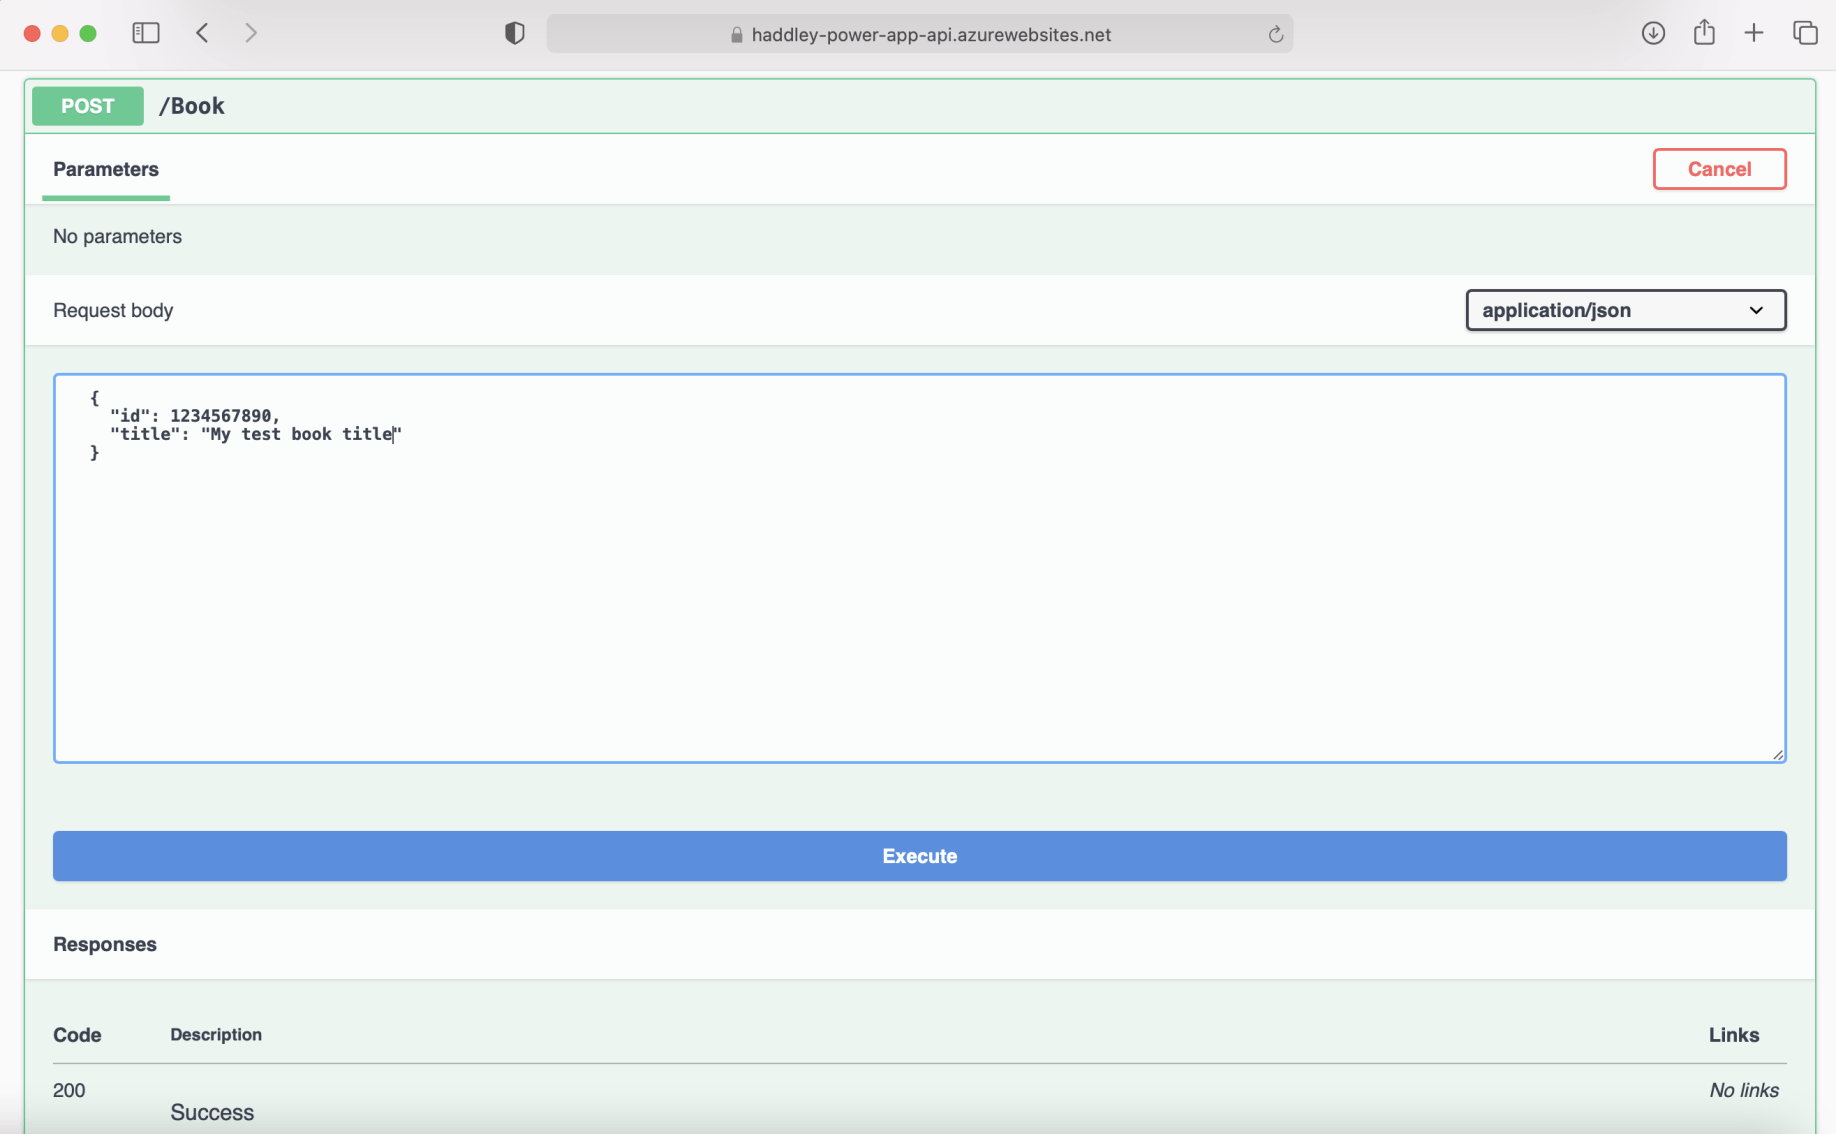 haddley-power-app-api.azurewebsites.net
POST /Book
Parameters Cancel
No parameters
Request body application/json
{
"id": 1234567890,
"title": "My test book title"
}
Execute
Responses
Code Description Links
200 No links
Success